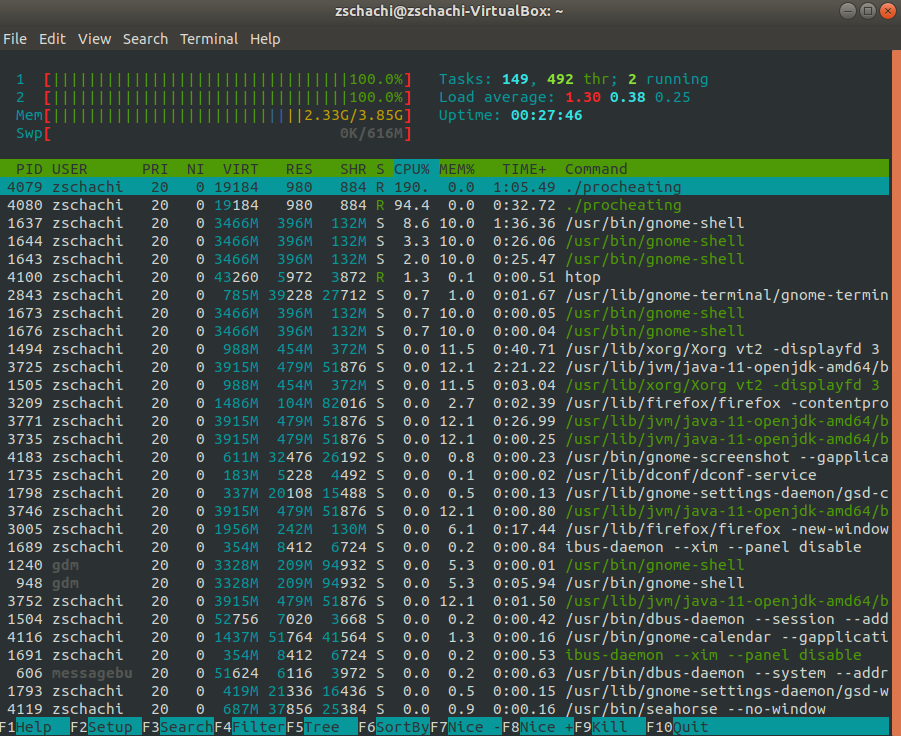 zschachi@zschachi-VirtualBox: ~
File Edit View Search Terminal Help
1 [||||||||||||||||||||||||||||||||||100.0%] Tasks: 149, 492 thr; 2 running
2 [||||||||||||||||||||||||||||||||||100.0%] Load average: 1.30 0.38 0.25
Mem[|||||||||||||||||||||||||||||2.33G/3.85G] Uptime: 00:27:46
Swp[ 0K/616M]
PID USER PRI NI VIRT RES SHR S CPU% MEM% TIME+ Command
4079 zschachi 20 0 19184 980 884 R 190. 0.0 1:05.49 ./procheating
4080 zschachi 20 0 19184 980 884 R 94.4 0.0 0:32.72 ./procheating
1637 zschachi 20 0 3466M 396M 132M S 8.6 10.0 1:36.36 /usr/bin/gnome-shell
1644 zschachi 20 0 3466M 396M 132M S 3.3 10.0 0:26.06 /usr/bin/gnome-shell
1643 zschachi 20 0 3466M 396M 132M S 2.0 10.0 0:25.47 /usr/bin/gnome-shell
4100 zschachi 20 0 43260 5972 3872 R 1.3 0.1 0:00.51 htop
2843 zschachi 20 0 785M 39228 27712 S 0.7 1.0 0:01.67 /usr/lib/gnome-terminal/gnome-termin
1673 zschachi 20 0 3466M 396M 132M S 0.7 10.0 0:00.05 /usr/bin/gnome-shell
1676 zschachi 20 0 3466M 396M 132M S 0.7 10.0 0:00.04 /usr/bin/gnome-shell
1494 zschachi 20 0 988M 454M 372M S 0.0 11.5 0:40.71 /usr/lib/xorg/Xorg vt2 -displayfd 3
3725 zschachi 20 0 3915M 479M 51876 S 0.0 12.1 2:21.22 /usr/lib/jvm/java-11-openjdk-amd64/b
1505 zschachi 20 0 988M 454M 372M S 0.0 11.5 0:03.04 /usr/lib/xorg/Xorg vt2 -displayfd 3
3209 zschachi 20 0 1486M 104M 82016 S 0.0 2.7 0:02.39 /usr/lib/firefox/firefox -contentpro
3771 zschachi 20 0 3915M 479M 51876 S 0.0 12.1 0:26.99 /usr/lib/jvm/java-11-openjdk-amd64/b
3735 zschachi 20 0 3915M 479M 51876 S 0.0 12.1 0:00.25 /usr/lib/jvm/java-11-openjdk-amd64/b
4183 zschachi 20 0 611M 32476 26192 S 0.0 0.8 0:00.23 /usr/bin/gnome-screenshot --gapplica
1735 zschachi 20 0 183M 5228 4492 S 0.0 0.1 0:00.02 /usr/lib/dconf/dconf-service
1798 zschachi 20 0 337M 20108 15488 S 0.0 0.5 0:00.13 /usr/lib/gnome-settings-daemon/gsd-c
3746 zschachi 20 0 3915M 479M 51876 S 0.0 12.1 0:00.80 /usr/lib/jvm/java-11-openjdk-amd64/b
3005 zschachi 20 0 1956M 242M 130M S 0.0 6.1 0:17.44 /usr/lib/firefox/firefox -new-window
1689 zschachi 20 0 354M 8412 6724 S 0.0 0.2 0:00.84 ibus-daemon --xim --panel disable
1240 gdm 20 0 3328M 209M 94932 S 0.0 5.3 0:00.01 /usr/bin/gnome-shell
948 gdm 20 0 3328M 209M 94932 S 0.0 5.3 0:05.94 /usr/bin/gnome-shell
3752 zschachi 20 0 3915M 479M 51876 S 0.0 12.1 0:01.50 /usr/lib/jvm/java-11-openjdk-amd64/b
1504 zschachi 20 0 52756 7020 3668 S 0.0 0.2 0:00.42 /usr/bin/dbus-daemon --session --add
4116 zschachi 20 0 1437M 51764 41564 S 0.0 1.3 0:00.16 /usr/bin/gnome-calendar --gapplicati
1691 zschachi 20 0 354M 8412 6724 S 0.0 0.2 0:00.53 ibus-daemon --xim --panel disable
606 messagebu 20 0 51624 6116 3972 S 0.0 0.2 0:00.63 /usr/bin/dbus-daemon --system --addr
1793 zschachi 20 0 419M 21336 16436 S 0.0 0.5 0:00.15 /usr/lib/gnome-settings-daemon/gsd-w
4119 zschachi 20 0 687M 37856 25384 S 0.0 0.9 0:00.16 /usr/bin/seahorse --no-window
F1Help F2Setup F3SearchF4FilterF5Tree F6SortByF7Nice -F8Nice +F9Kill F10Quit